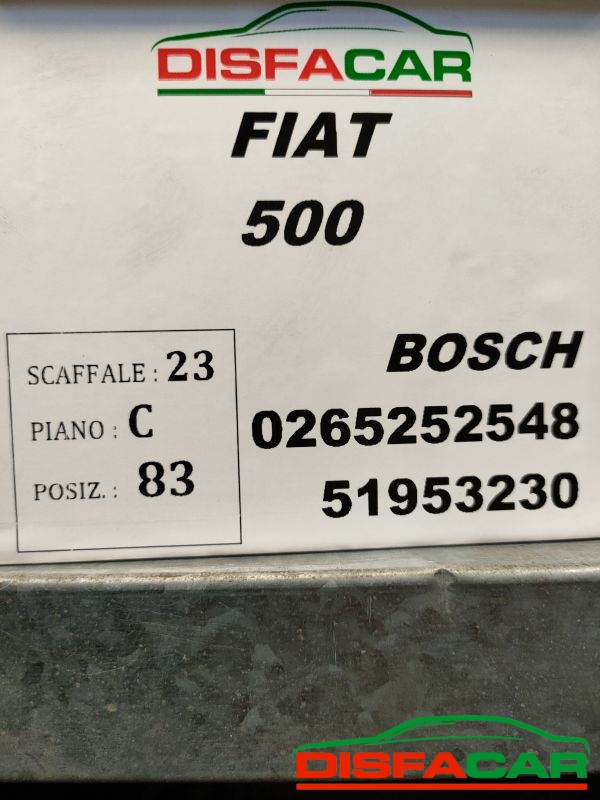 DISFACAR
FIAT
500
SCAFFALE : 23
PIANO : C
POSIZ. : 83
BOSCH
0265252548
51953230
DISFACAR